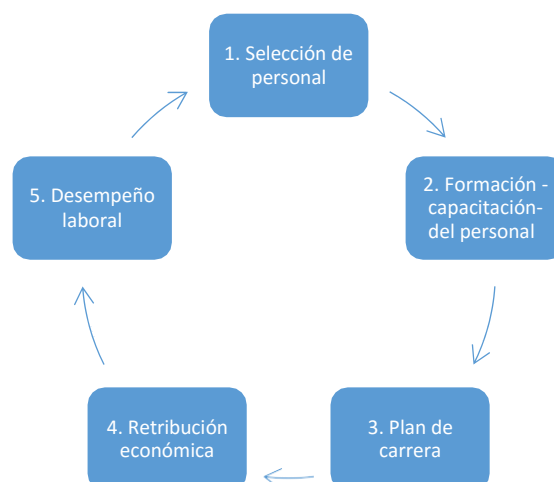 1. Selección de
personal
2. Formación -
capacitación-
del personal
3. Plan de
carrera
4. Retribución
económica
5. Desempeño
laboral